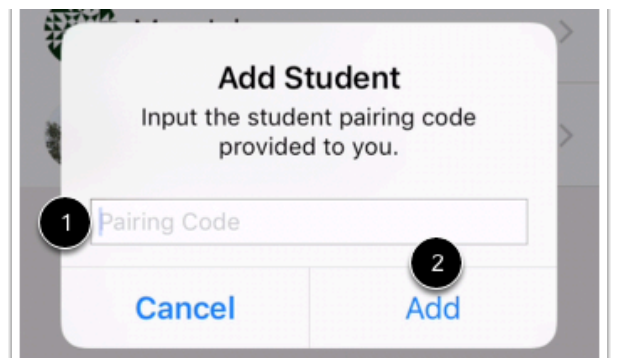 Add Student
Input the student pairing code
provided to you.
1
Pairing Code
2
Cancel
Add